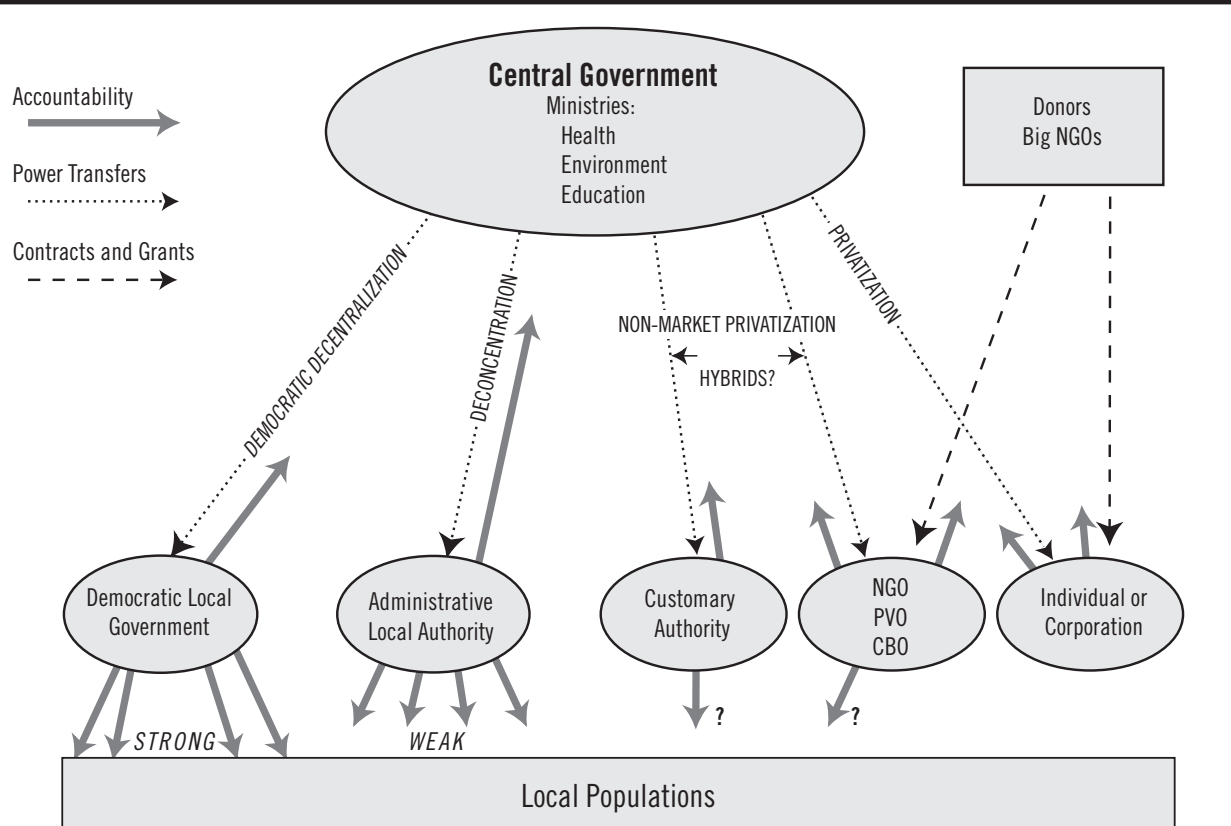 Accountability
Power Transfers
Contracts and Grants
Central Government
Ministries:
Health
Environment
Education
Donors
Big NGOs
DEMOCRATIC DECENTRALIZATION
DECONCENTRATION
NON-MARKET PRIVATIZATION
HYBRIDS?
PRIVATIZATION
Democratic Local
Government
Administrative
Local Authority
Customary
Authority
NGO
PVO
CBO
Individual or
Corporation
STRONG
WEAK
?
?
Local Populations